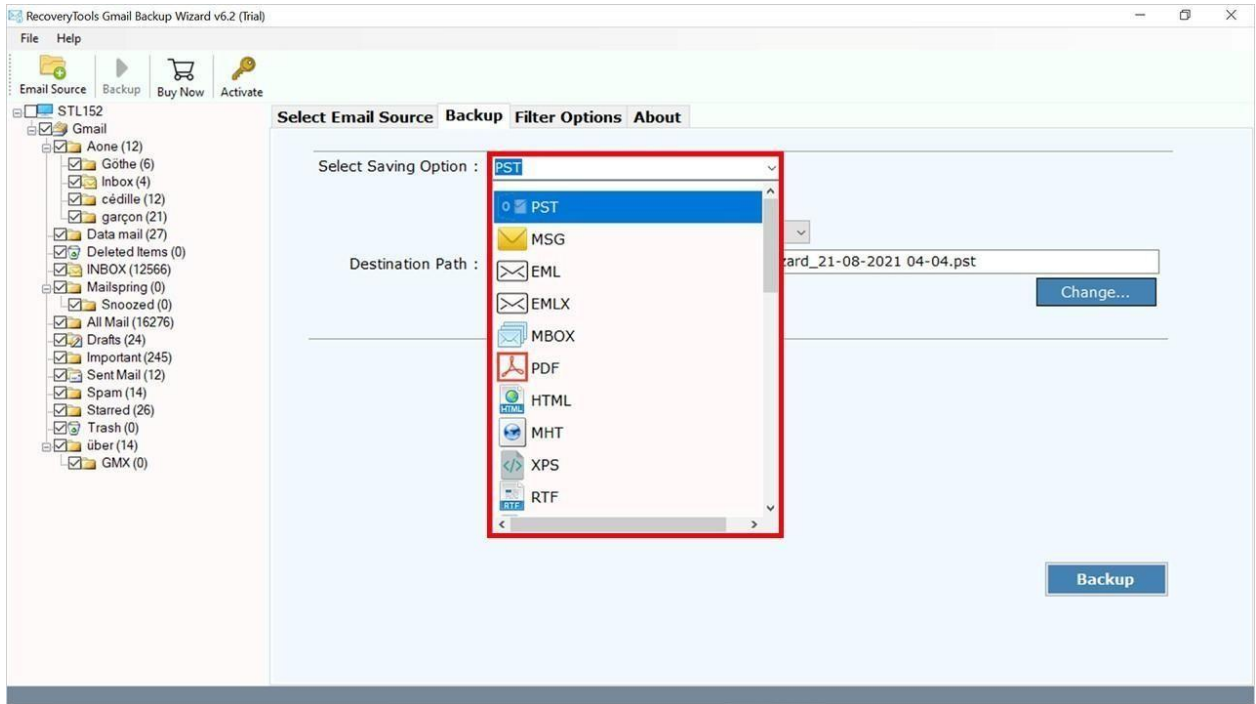 RecoveryTools Gmail Backup Wizard v6.2 (Trial)
File Help
Email Source Backup Buy Now Activate
STL152
Gmail
Aone (12)
Göthe (6)
Inbox (4)
cédille (12)
garçon (21)
Data mail (27)
Deleted Items (0)
INBOX (12566)
Mailspring (0)
Snoozed (0)
All Mail (16276)
Drafts (24)
Important (245)
Sent Mail (12)
Spam (14)
Starred (26)
Trash (0)
über (14)
GMX (0)
Select Email Source Backup Filter Options About
Select Saving Option : PST
PST
MSG
EML
EMLX
MBOX
PDF
HTML HTML
MHT
XPS
RTF RTF
Destination Path : zard_21-08-2021 04-04.pst
Change...
Backup